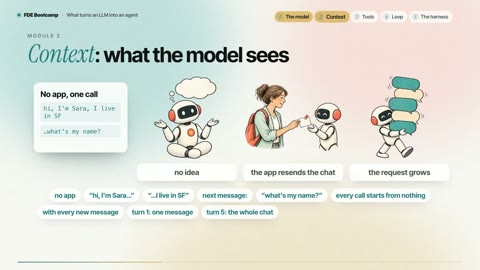 FDE Bootcamp · What turns an LLM into an agent
1 The model
2 Context
3 Tools
4 Loop
5 The harness
MODULE 2
Context: what the model sees
No app, one call
hi, I'm Sara, I live
in SF
…what's my name?
no idea
the app resends the chat
the request grows
no app
"hi, I'm Sara…"
"…I live in SF"
next message:
"what's my name?"
every call starts from nothing
with every new message
turn 1: one message
turn 5: the whole chat